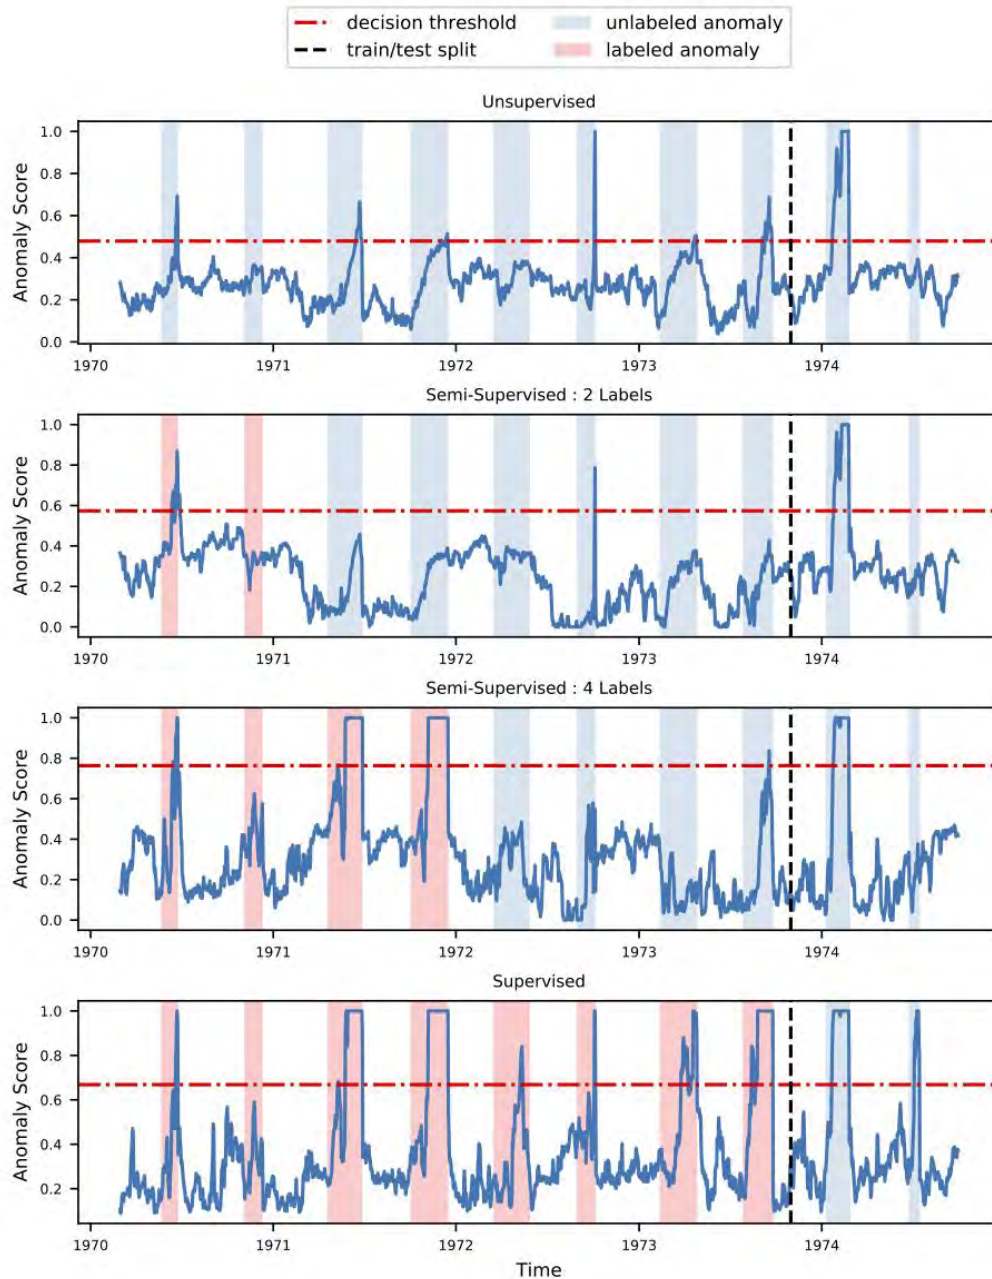 decision threshold unlabeled anomaly
train/test split labeled anomaly
Unsupervised
1.0
0.8
0.6
0.4
0.2
0.0
Anomaly Score
1970 1971 1972 1973 1974
Semi-Supervised : 2 Labels
1.0
0.8
0.6
0.4
0.2
0.0
Anomaly Score
1970 1971 1972 1973 1974
Semi-Supervised : 4 Labels
1.0
0.8
0.6
0.4
0.2
0.0
Anomaly Score
1970 1971 1972 1973 1974
Supervised
1.0
0.8
0.6
0.4
0.2
Anomaly Score
1970 1971 1972 1973 1974
Time